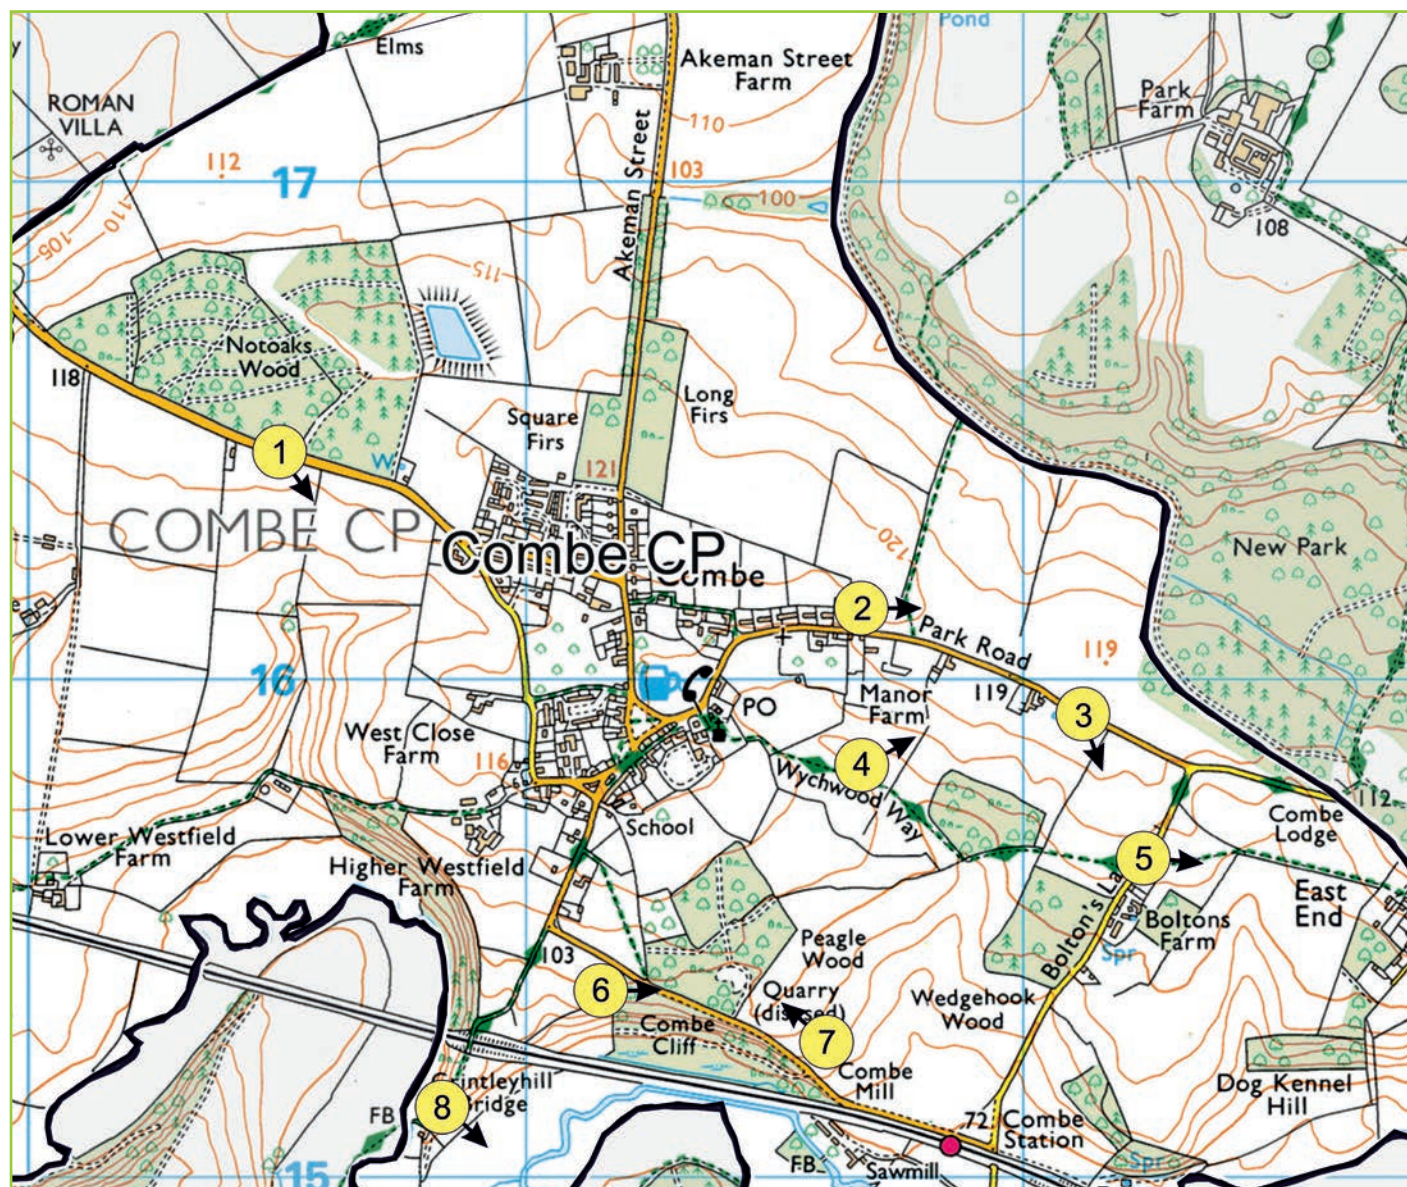 Pond
Elms
Akeman Street
Farm
Park
Farm
ROMAN
VILLA
110
112
103
17
100
110
105
108
Akeman Street
115
Notoaks
Wood
118
Long
Firs
Square
Firs
1
W
121
COMBE CP
Combe CP
Combe
120
New Park
2
Park Road
119
16
119
Manor
Farm
PO
3
West Close
Farm
116
4
Wychwood Way
112
Combe
Lodge
School
Lower Westfield
Farm
Higher Westfield
Farm
5
Bolton's La
East
End
Boltons
Farm
Spr
Peagle
Wood
103
6
Quarry
(disused)
Wedgehook
Wood
Combe
Cliff
7
Combe
Mill
Grintleyhill
Bridge
8
FB
Dog Kennel
Hill
72
Combe
Station
15
FB
Sawmill
Spr